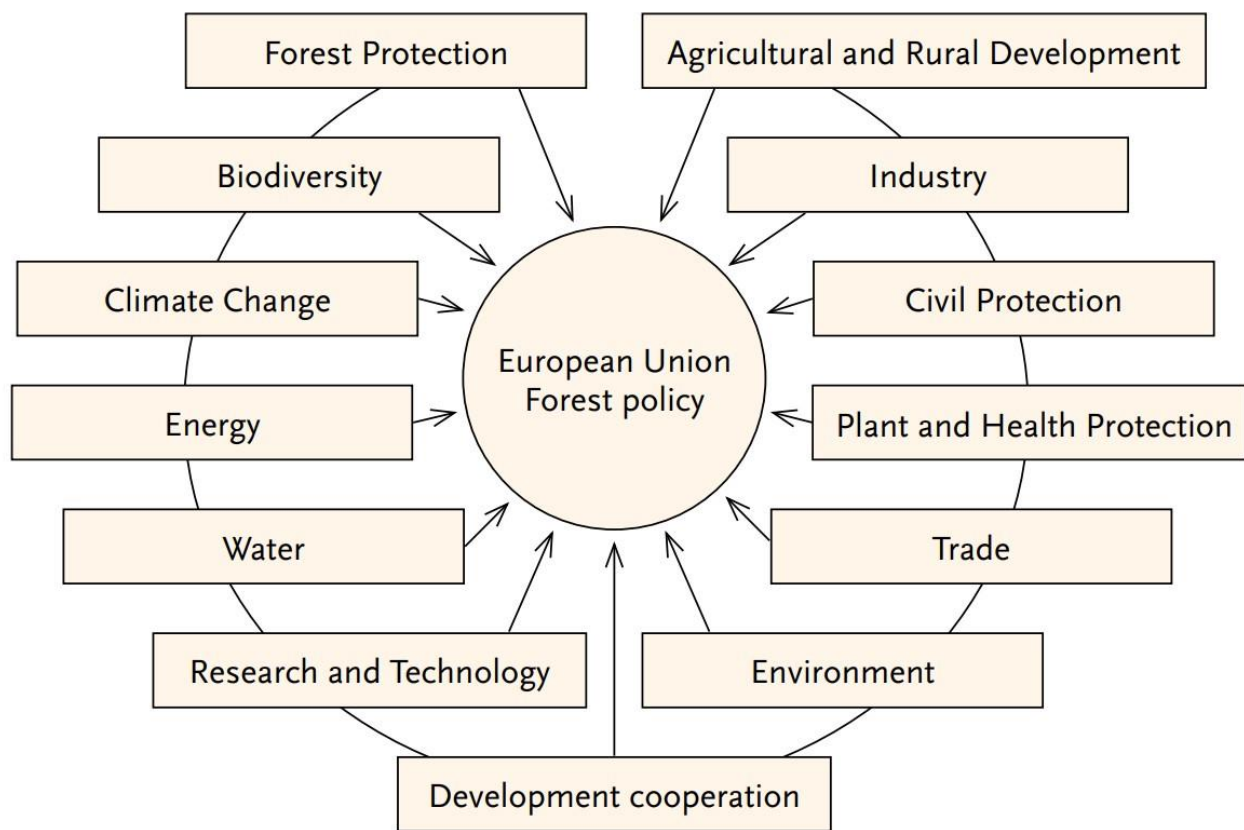 Forest Protection
Agricultural and Rural Development
Biodiversity
Industry
Climate Change
Civil Protection
European Union
Forest policy
Energy
Plant and Health Protection
Water
Trade
Research and Technology
Environment
Development cooperation